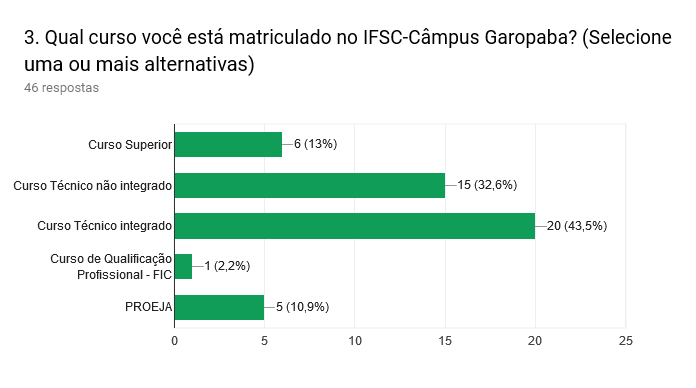 3. Qual curso você está matriculado no IFSC-Câmpus Garopaba? (Selecione
uma ou mais alternativas)
46 respostas
Curso Superior 6 (13%)
Curso Técnico não integrado 15 (32,6%)
Curso Técnico integrado 20 (43,5%)
Curso de Qualificação
Profissional - FIC 1 (2,2%)
PROEJA 5 (10,9%)
0 5 10 15 20 25